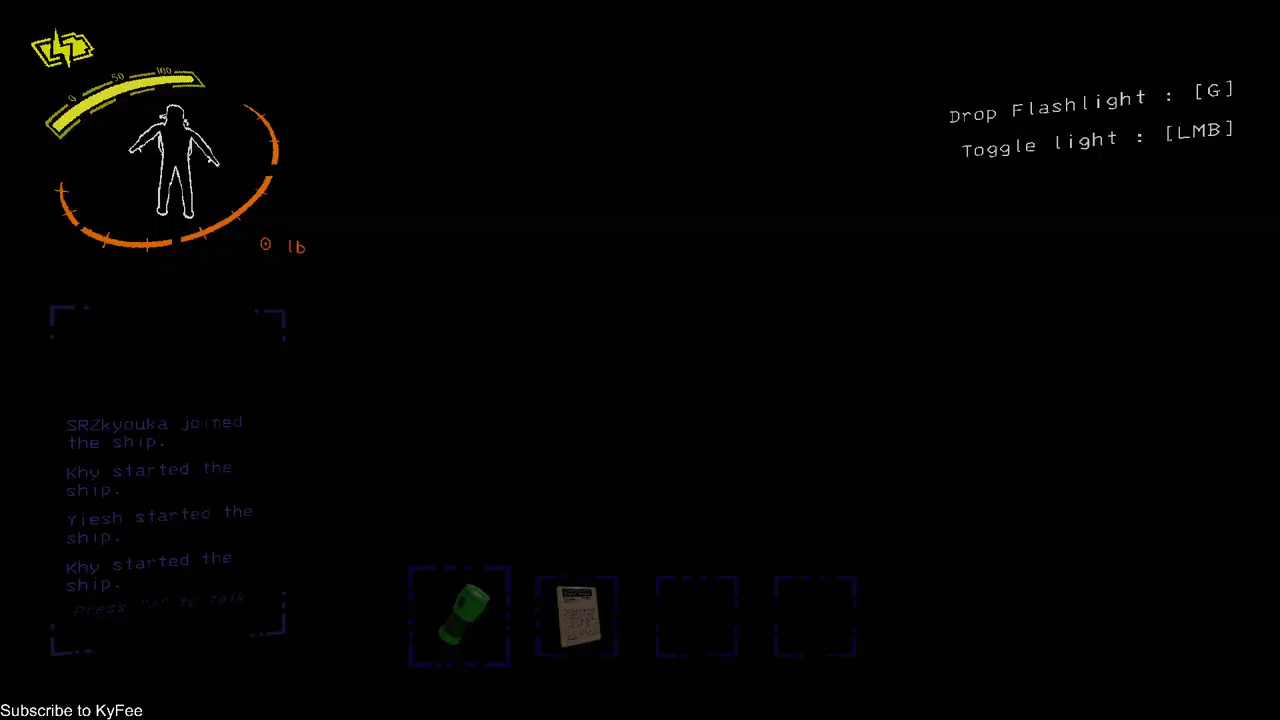 0 50 100
Drop Flashlight : [G]
Toggle light : [LMB]
0 lb
SRZkyouka joined
the ship.
Khy started the
ship.
Yiesh started the
ship.
Khy started the
ship.
Press "/" to talk
Subscribe to KyFee